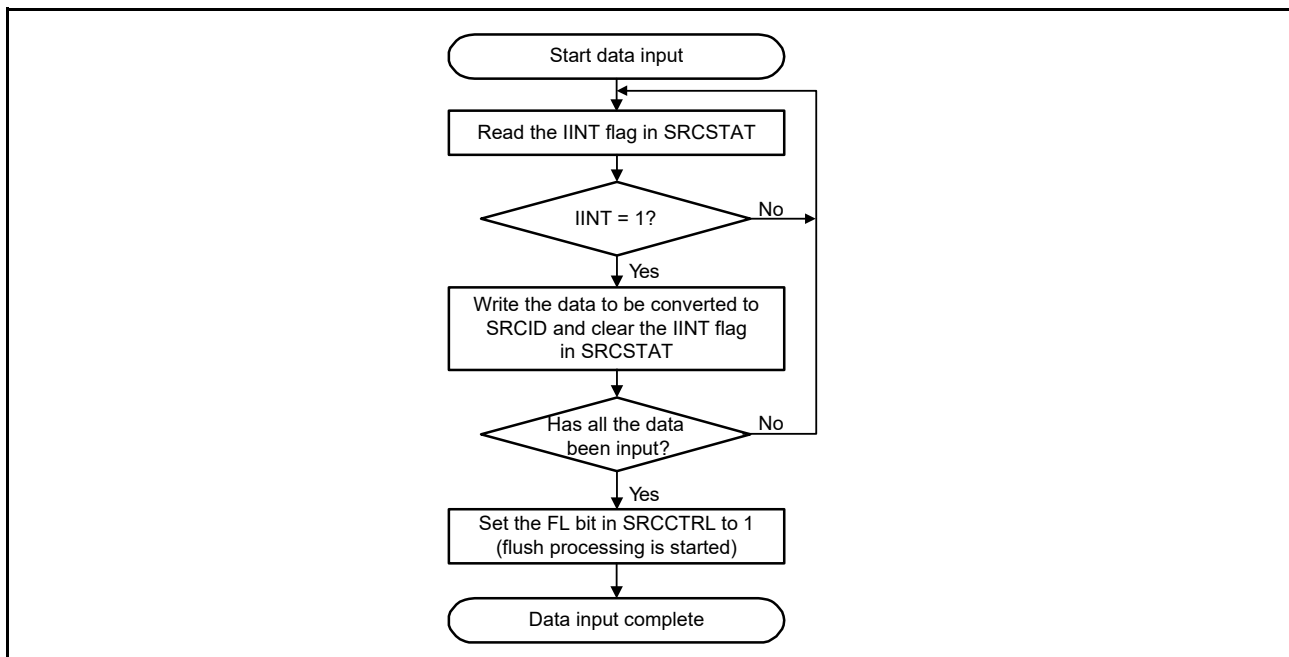 Start data input
Read the IINT flag in SRCSTAT
IINT = 1?
No
Yes
Write the data to be converted to
SRCID and clear the IINT flag
in SRCSTAT
Has all the data
been input?
No
Yes
Set the FL bit in SRCCTRL to 1
(flush processing is started)
Data input complete